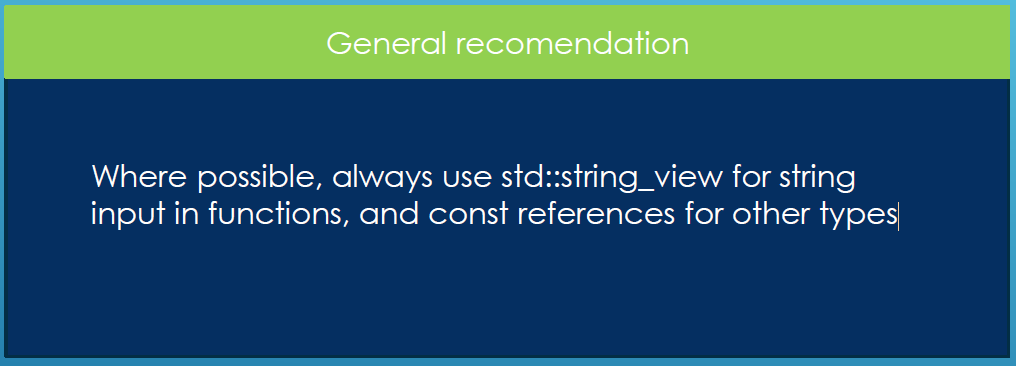 General recomendation
Where possible, always use std::string_view for string
input in functions, and const references for other types